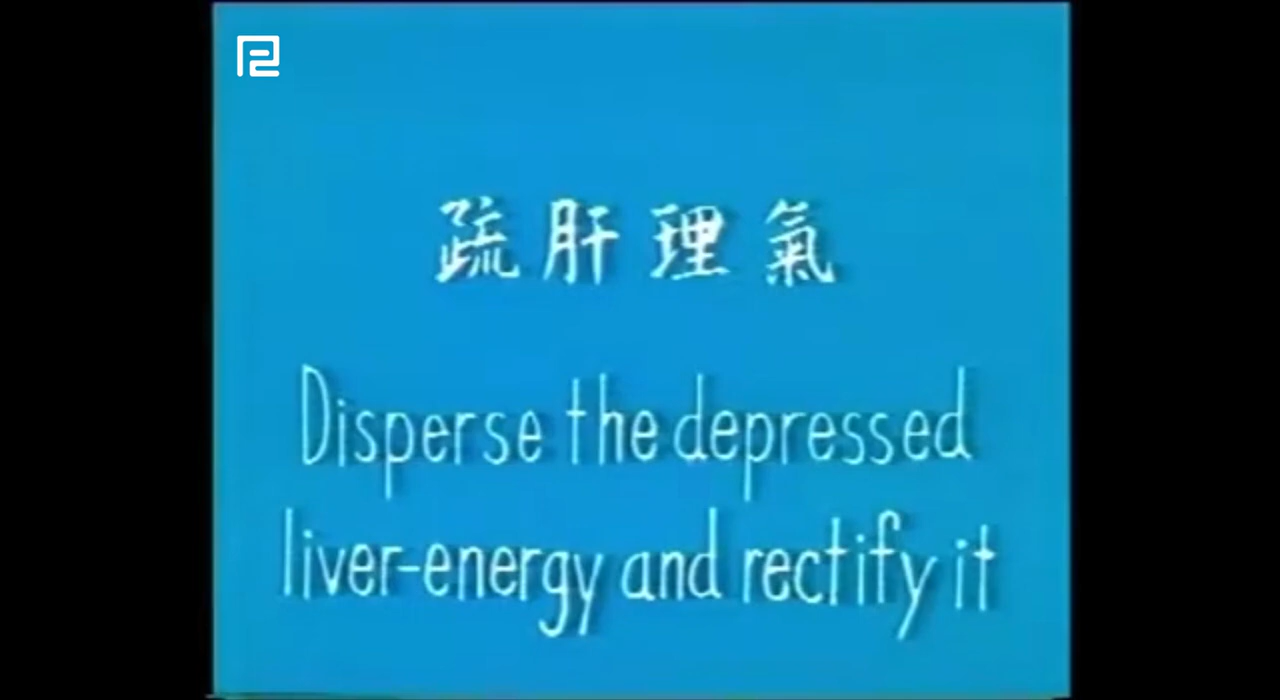 疏肝理氣
Disperse the depressed
liver-energy and rectify it